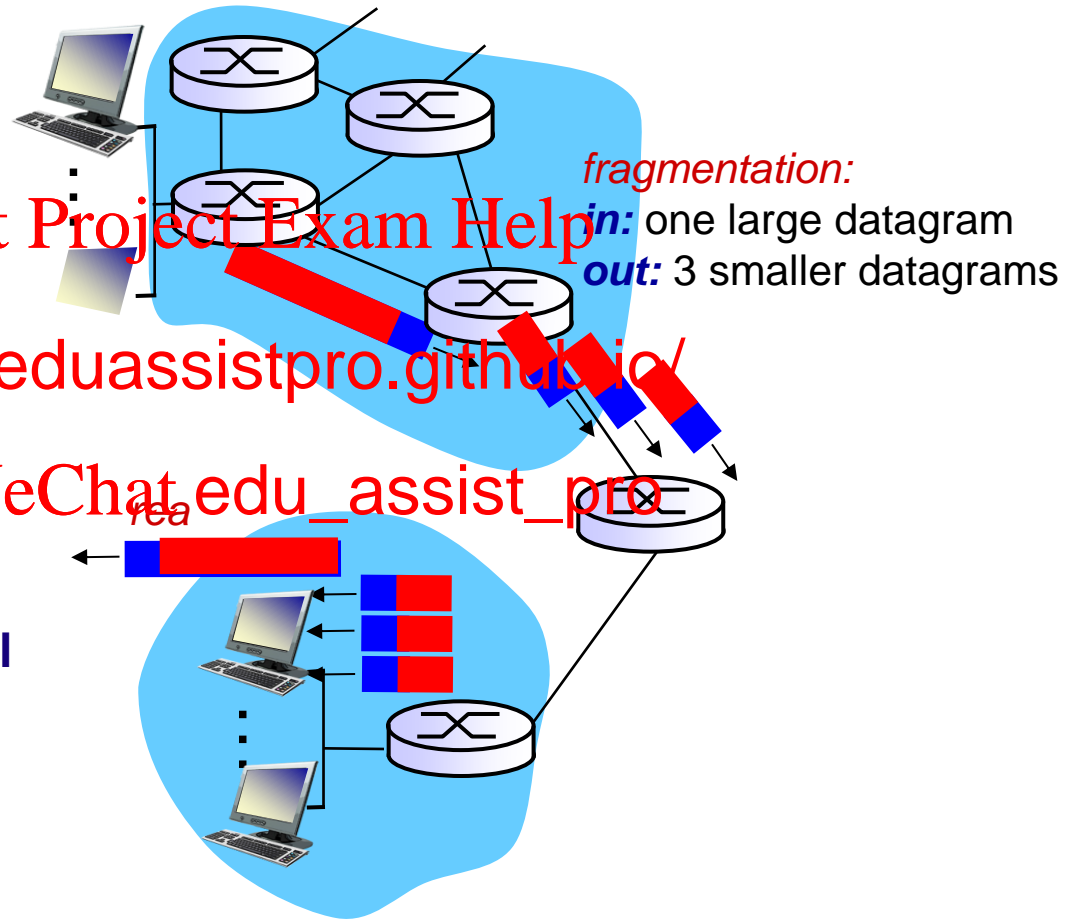 fragmentation:
in: one large datagram
out: 3 smaller datagrams
t Project Exam Help
eduassistpro.github.io/
eChat edu_assist_pro
rea
l